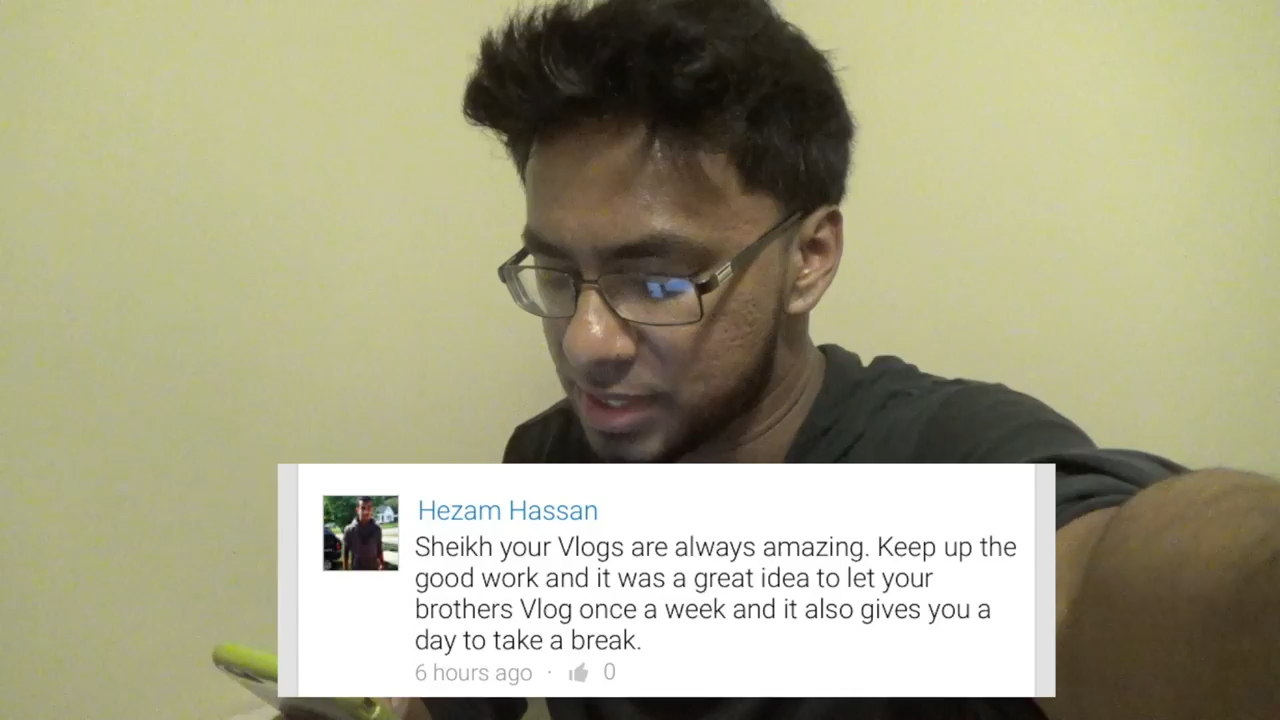 Hezam Hassan
Sheikh your Vlogs are always amazing. Keep up the
good work and it was a great idea to let your
brothers Vlog once a week and it also gives you a
day to take a break.
6 hours ago · 0